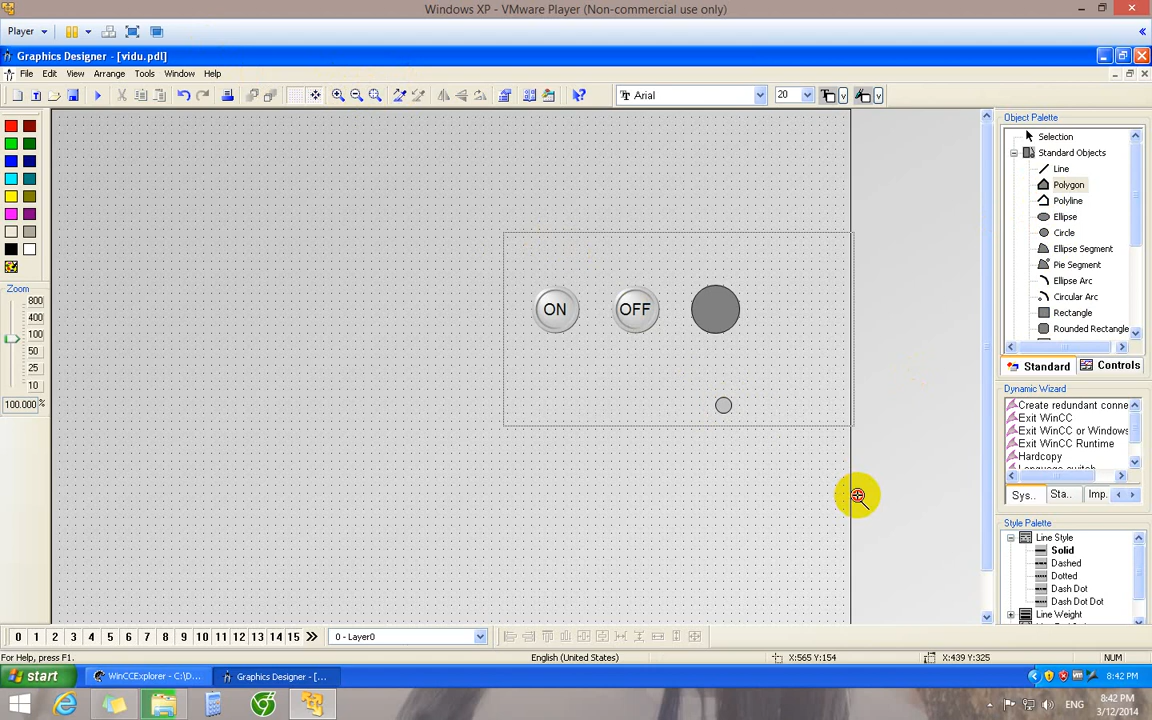 Windows XP - VMware Player (Non-commercial use only)
Player
Graphics Designer - [vidu.pdl]
File Edit View Arrange Tools Window Help
Arial 20
Object Palette
Selection
Standard Objects
Line
Polygon
Polyline
Ellipse
Circle
Ellipse Segment
Pie Segment
Ellipse Arc
Circular Arc
Rectangle
Rounded Rectangle
Standard Controls
ON OFF
Zoom
800
400
200
100
50
25
10
100.000 %
Dynamic Wizard
Create redundant conne
Exit WinCC
Exit WinCC or Windows
Exit WinCC Runtime
Hardcopy
Language switch
Sys.. Sta.. Imp.
Style Palette
Line Style
Solid
Dashed
Dotted
Dash Dot
Dash Dot Dot
Line Weight
0 1 2 3 4 5 6 7 8 9 10 11 12 13 14 15
0 - Layer0
For Help, press F1.
English (United States)
X:565 Y:154
X:439 Y:325
NUM
start
WinCCExplorer - C:\D...
Graphics Designer - [...
8:42 PM
ENG
8:42 PM
3/12/2014